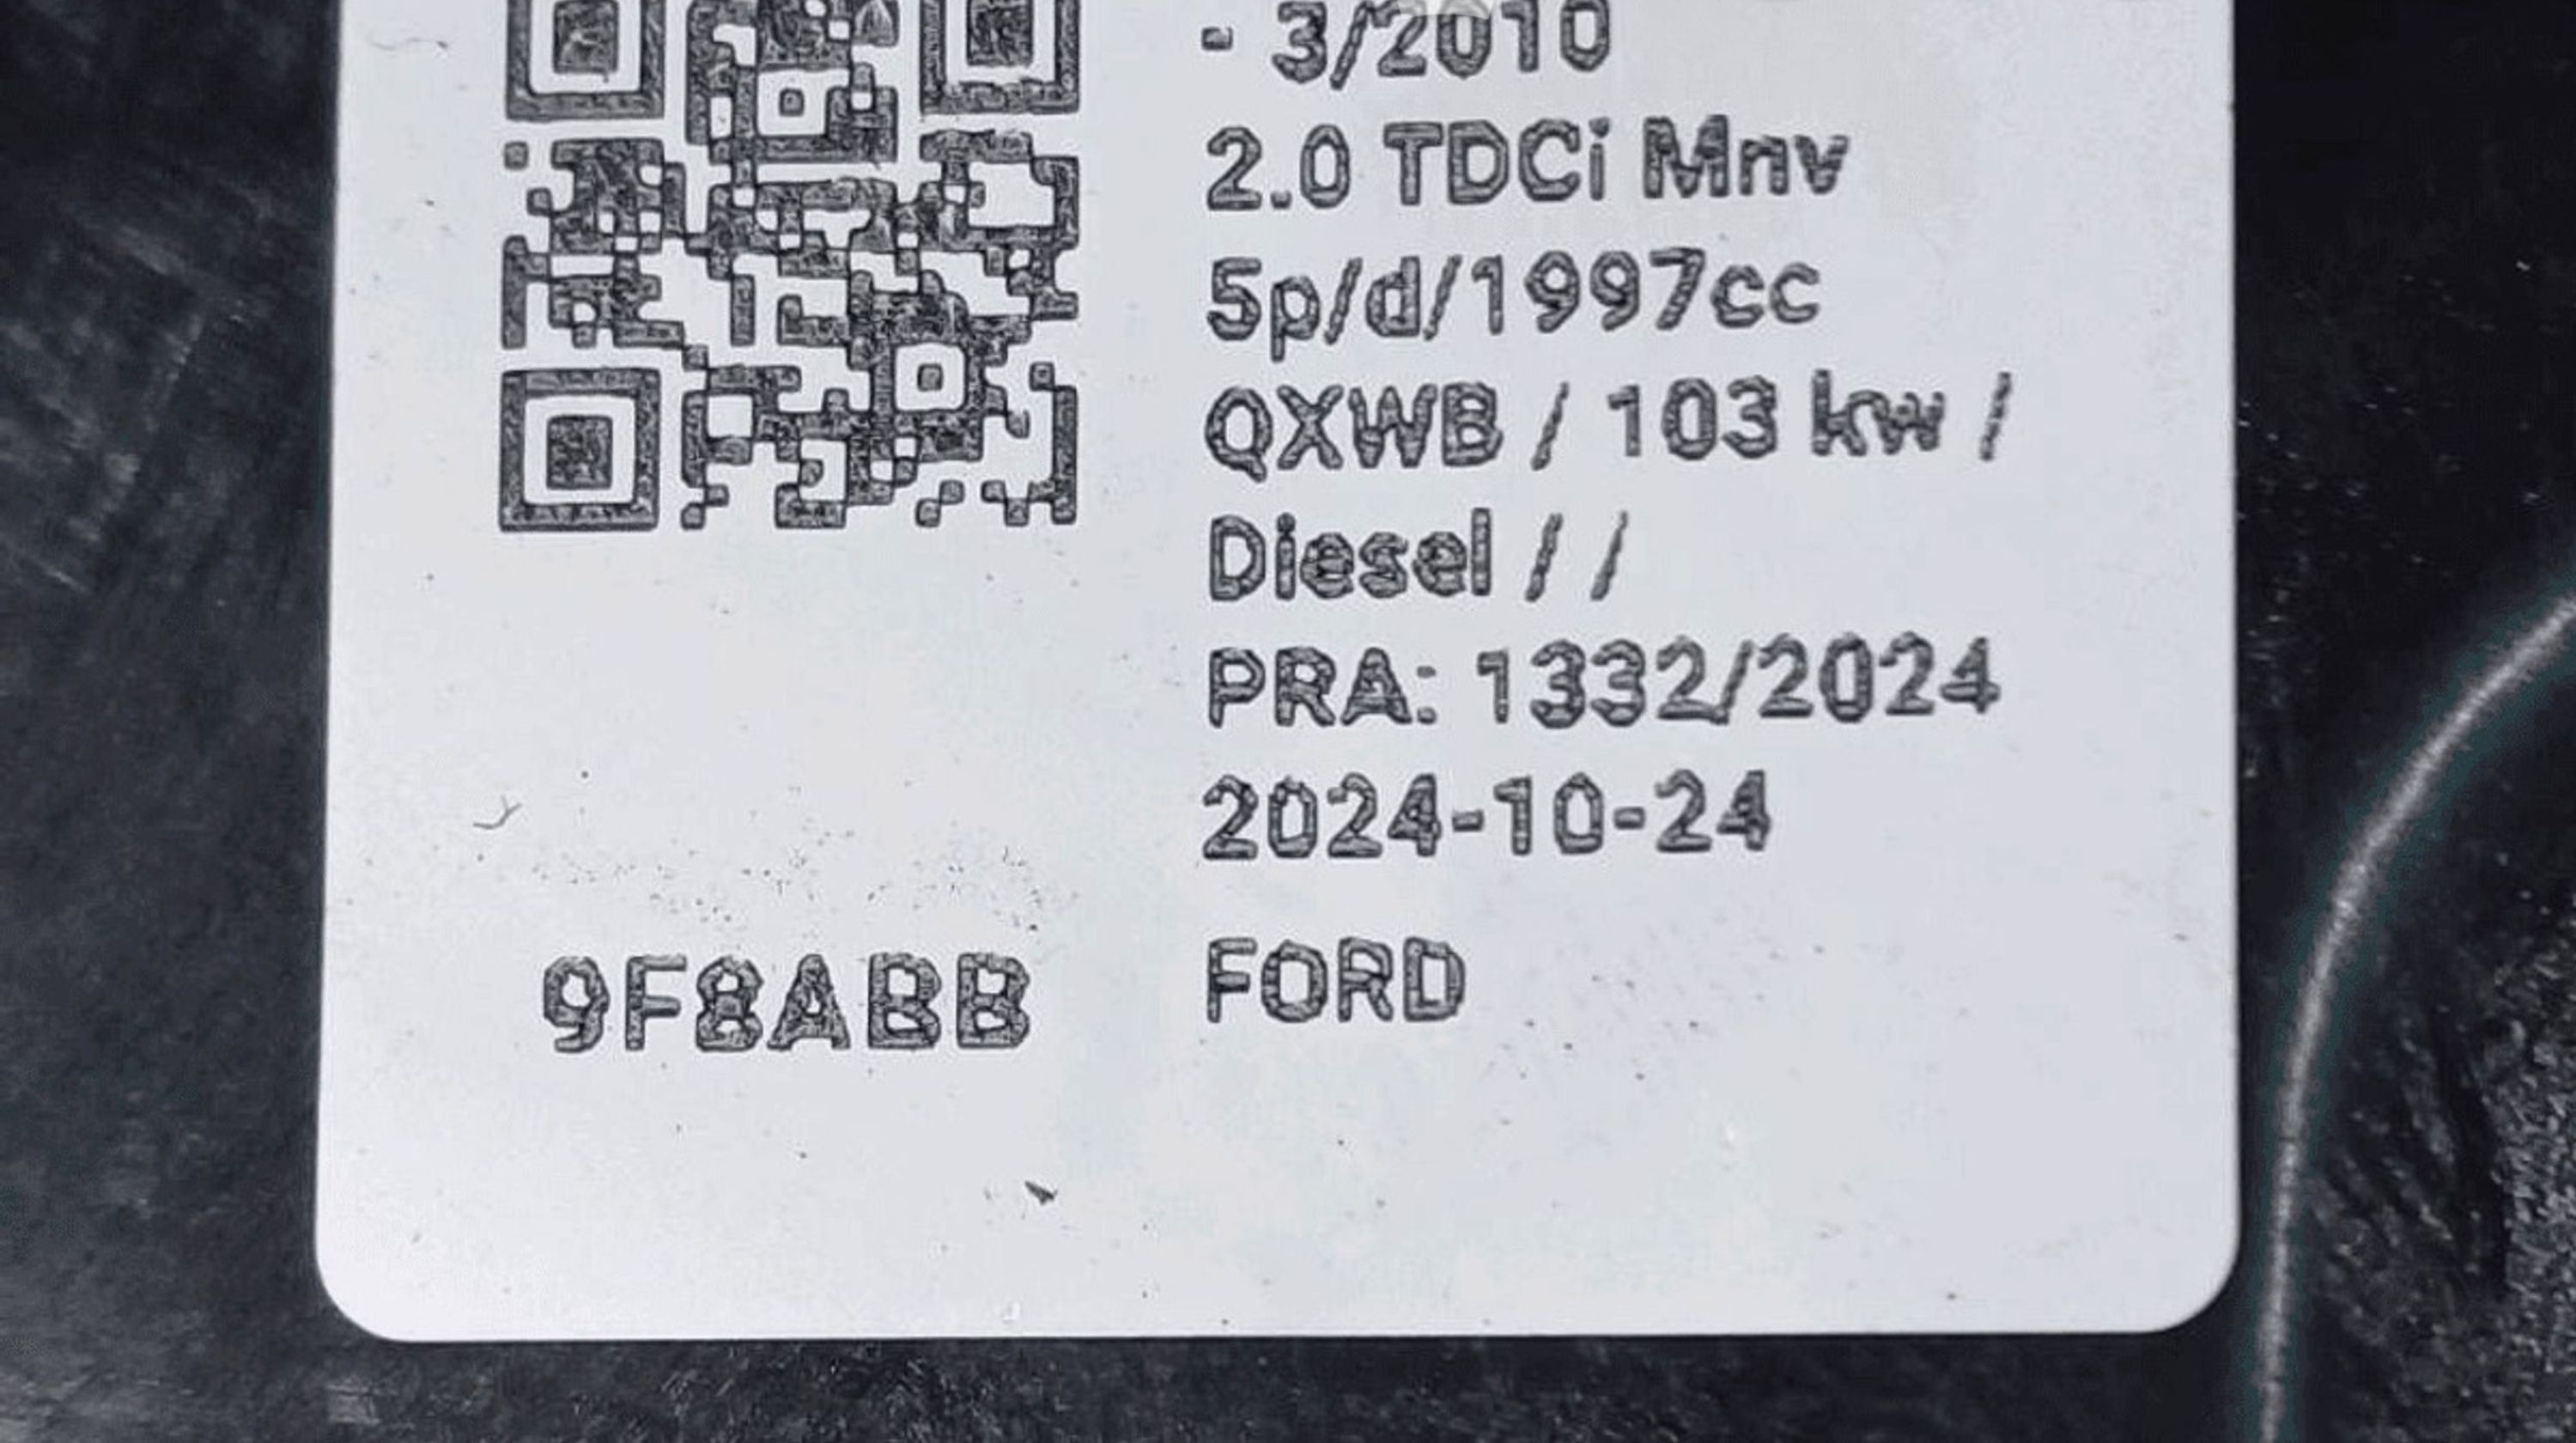 - 3/2010
2.0 TDCi Mnv
5p/d/1997cc
QXWB / 103 kw /
Diesel / /
PRA: 1332/2024
2024-10-24
9F8ABB
FORD